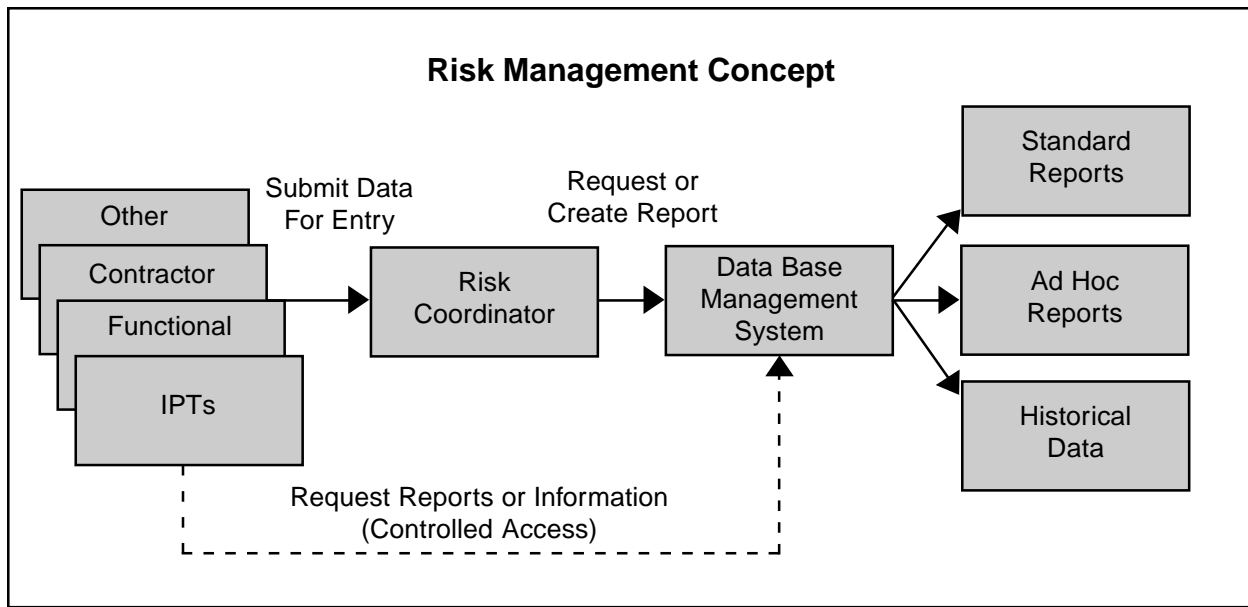 Risk Management Concept
Other
Contractor
Functional
IPTs
Submit Data
For Entry
Risk
Coordinator
Request or
Create Report
Data Base
Management
System
Standard
Reports
Ad Hoc
Reports
Historical
Data
Request Reports or Information
(Controlled Access)